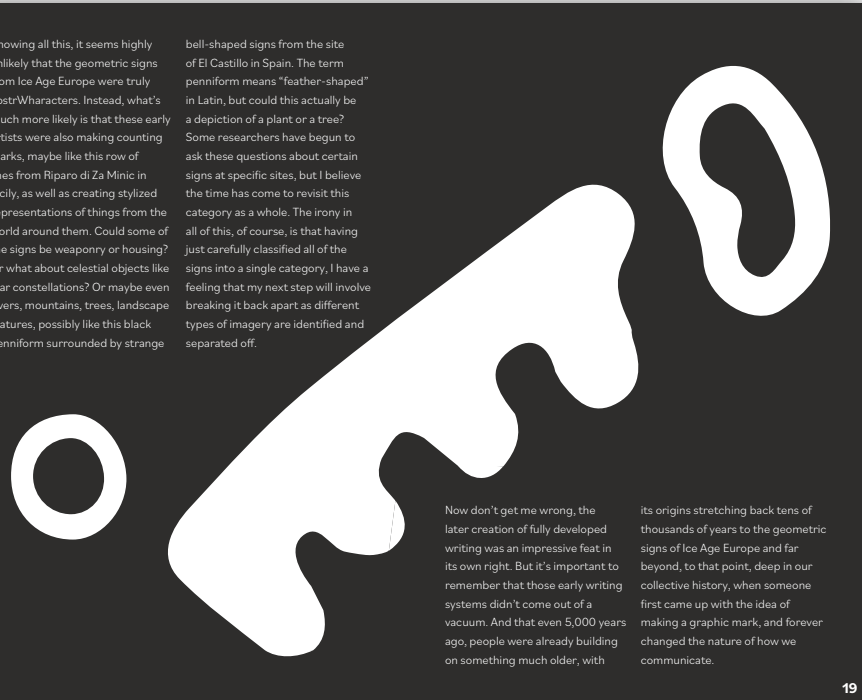 nowing all this, it seems highly
nlikely that the geometric signs
om Ice Age Europe were truly
bstrWharacters. Instead, what’s
uch more likely is that these early
rtists were also making counting
arks, maybe like this row of
nes from Riparo di Za Minic in
cily, as well as creating stylized
epresentations of things from the
orld around them. Could some of
e signs be weaponry or housing?
r what about celestial objects like
ar constellations? Or maybe even
vers, mountains, trees, landscape
atures, possibly like this black
enniform surrounded by strange
bell-shaped signs from the site
of El Castillo in Spain. The term
penniform means “feather-shaped”
in Latin, but could this actually be
a depiction of a plant or a tree?
Some researchers have begun to
ask these questions about certain
signs at specific sites, but I believe
the time has come to revisit this
category as a whole. The irony in
all of this, of course, is that having
just carefully classified all of the
signs into a single category, I have a
feeling that my next step will involve
breaking it back apart as different
types of imagery are identified and
separated off.
Now don’t get me wrong, the
later creation of fully developed
writing was an impressive feat in
its own right. But it’s important to
remember that those early writing
systems didn’t come out of a
vacuum. And that even 5,000 years
ago, people were already building
on something much older, with
its origins stretching back tens of
thousands of years to the geometric
signs of Ice Age Europe and far
beyond, to that point, deep in our
collective history, when someone
first came up with the idea of
making a graphic mark, and forever
changed the nature of how we
communicate.
19